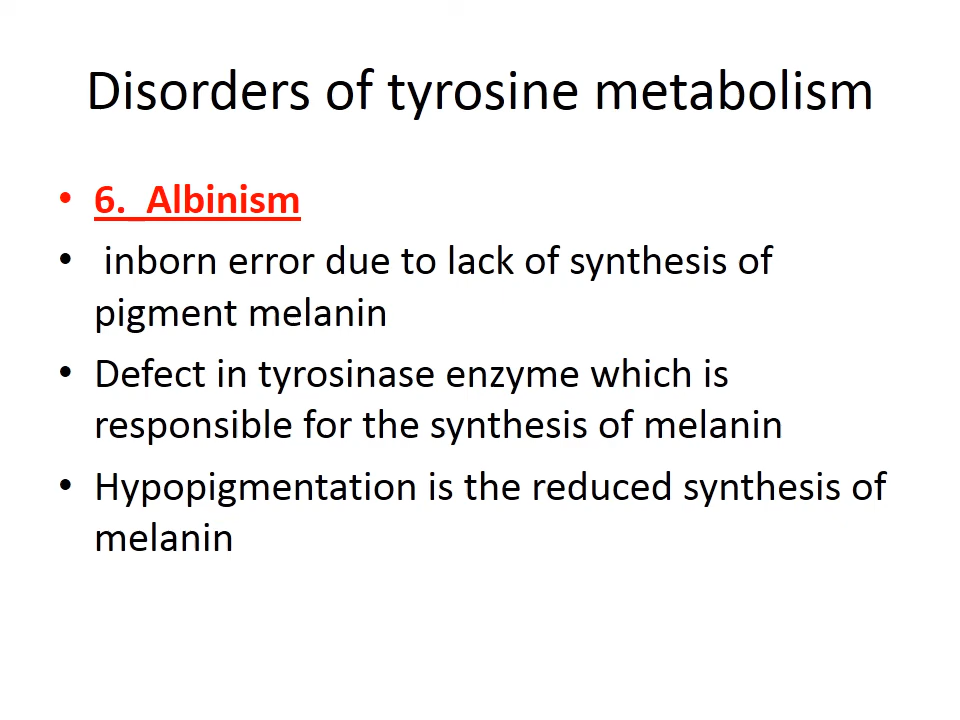 Disorders of tyrosine metabolism
• 6. Albinism
• inborn error due to lack of synthesis of
pigment melanin
• Defect in tyrosinase enzyme which is
responsible for the synthesis of melanin
• Hypopigmentation is the reduced synthesis of
melanin